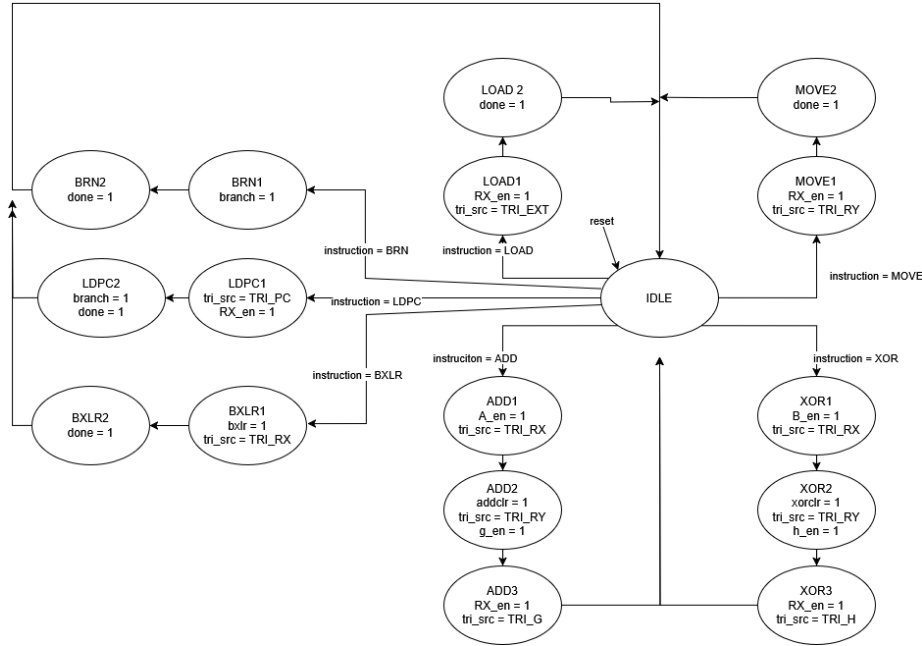 LOAD 2
done = 1
MOVE2
done = 1
BRN2
done = 1
BRN1
branch = 1
LOAD1
RX_en = 1
tri_src = TRI_EXT
MOVE1
RX_en = 1
tri_src = TRI_RY
reset
instruction = BRN
instruction = LOAD
instruction = MOVE
LDPC2
branch = 1
done = 1
LDPC1
tri_src = TRI_PC
RX_en = 1
instruction = LDPC
IDLE
instruction = BXLR
instruciton = ADD
instruction = XOR
BXLR2
done = 1
BXLR1
bxlr = 1
tri_src = TRI_RX
ADD1
A_en = 1
tri_src = TRI_RX
XOR1
B_en = 1
tri_src = TRI_RX
ADD2
addclr = 1
tri_src = TRI_RY
g_en = 1
XOR2
xorclr = 1
tri_src = TRI_RY
h_en = 1
ADD3
RX_en = 1
tri_src = TRI_G
XOR3
RX_en = 1
tri_src = TRI_H